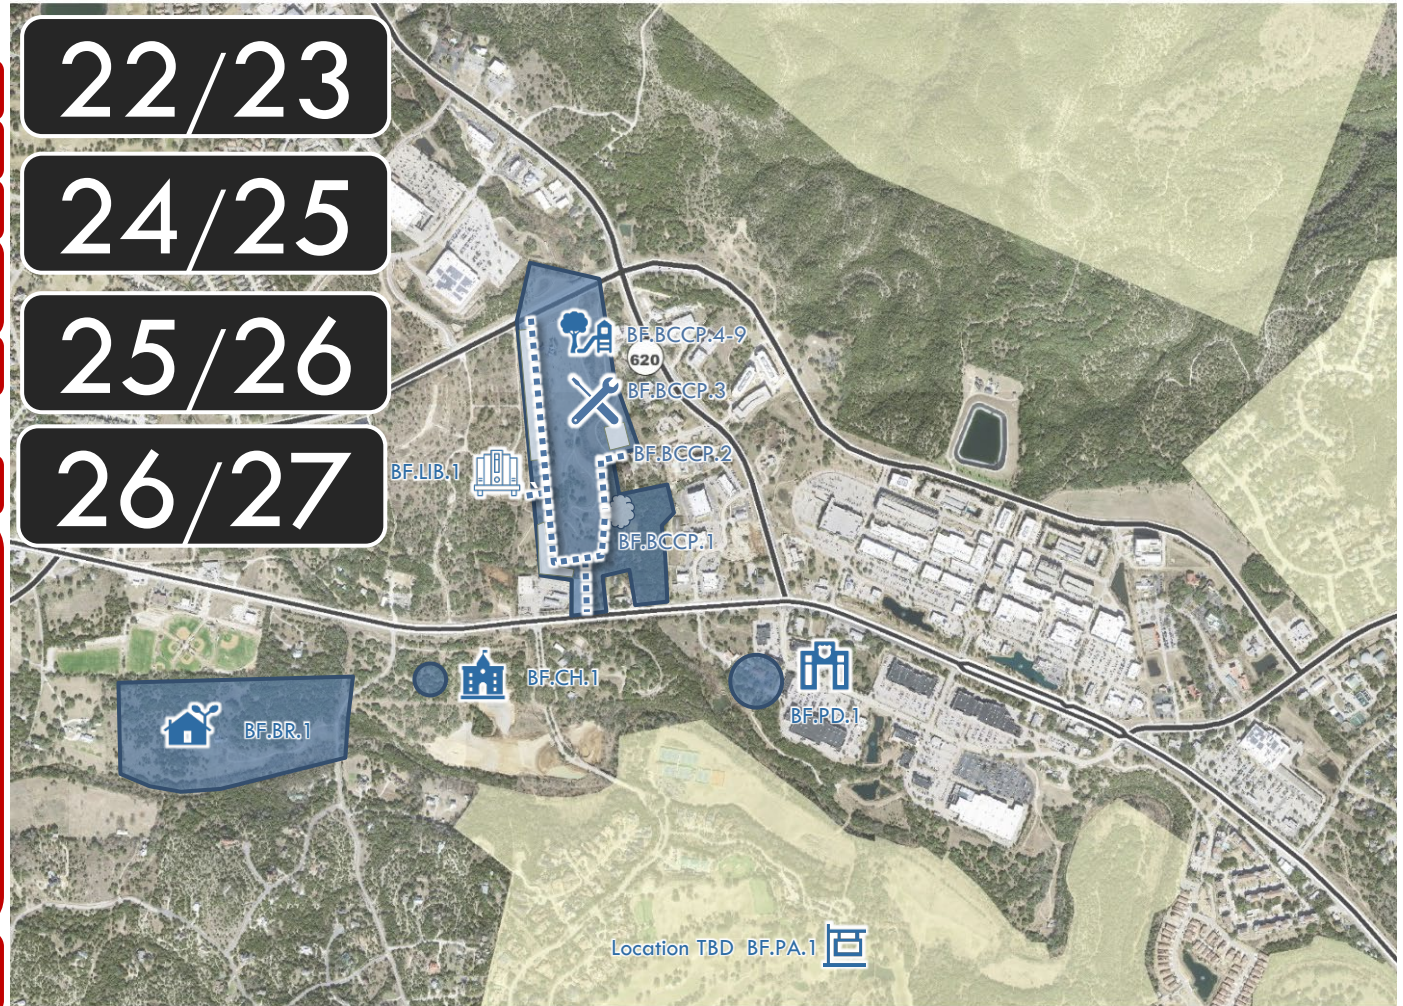 22/23
24/25
25/26
26/27
BF.BCCP.4-9
620
BF.BCCP.3
BF.BCCP.2
BF.LIB.1
BF.BCCP.1
BF.CH.1
BF.PD.1
BF.BR.1
Location TBD BF.PA.1